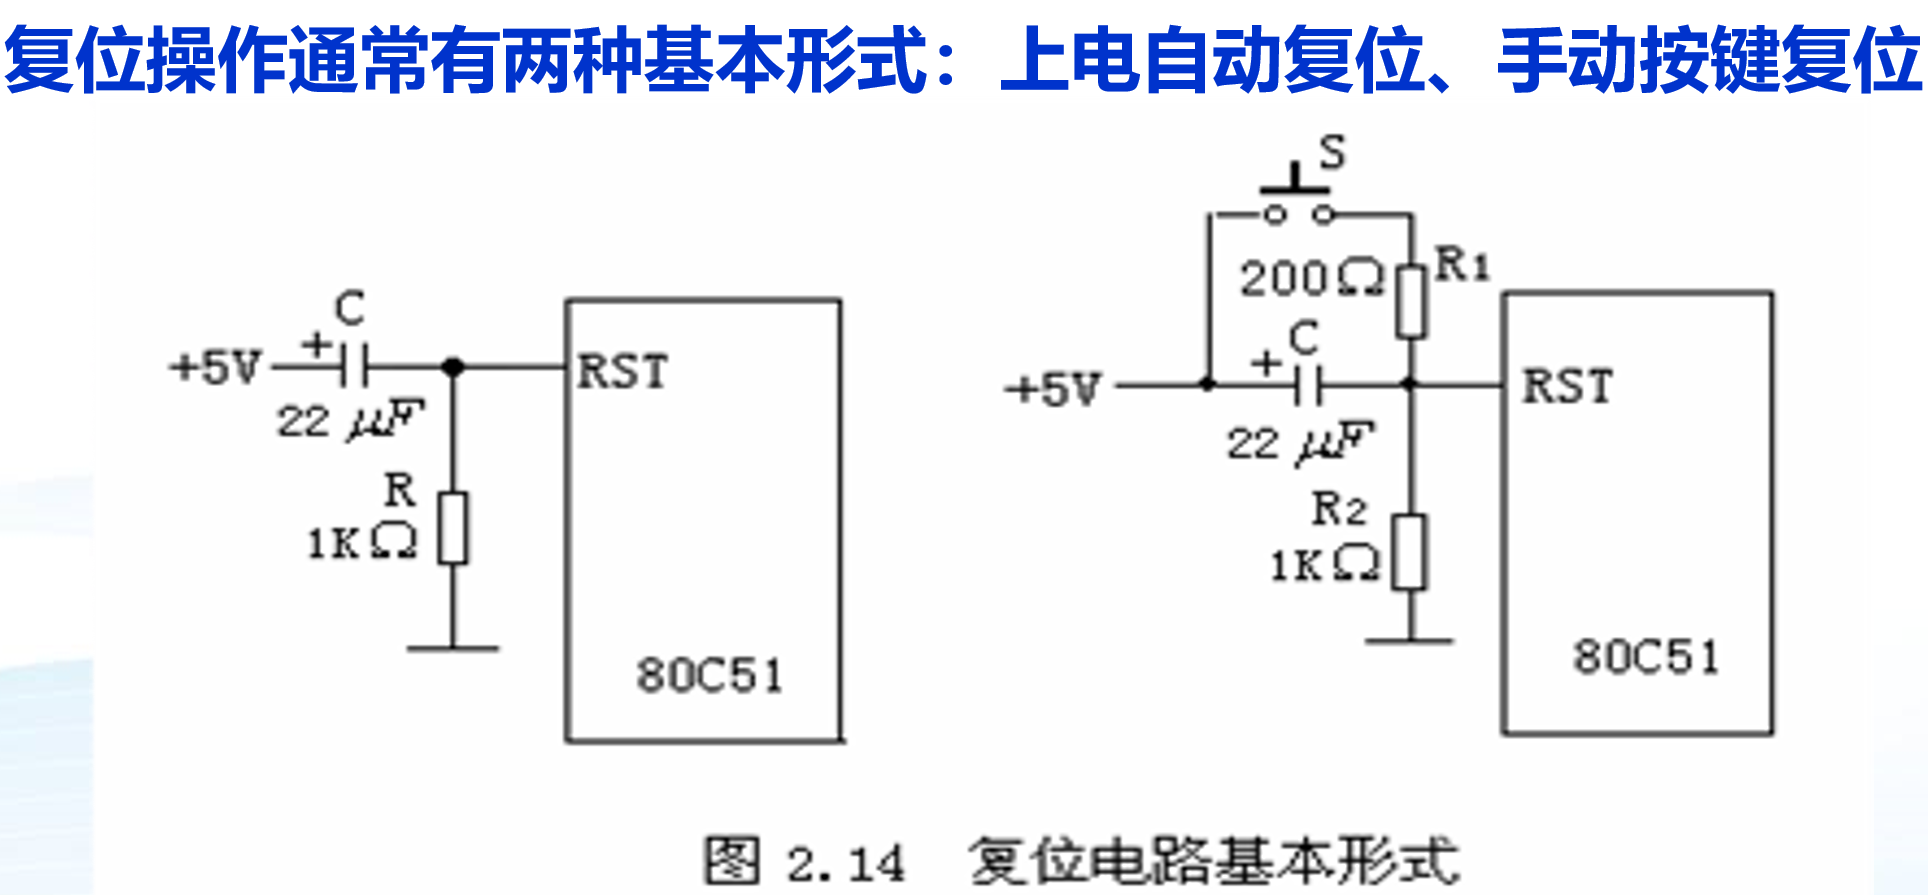 复位操作通常有两种基本形式：上电自动复位、手动按键复位
S
200Ω R1
C
+
+5V
22 μF
RST
R
1KΩ
80C51
C
+
+5V
22 μF
RST
R2
1KΩ
80C51
图 2.14 复位电路基本形式